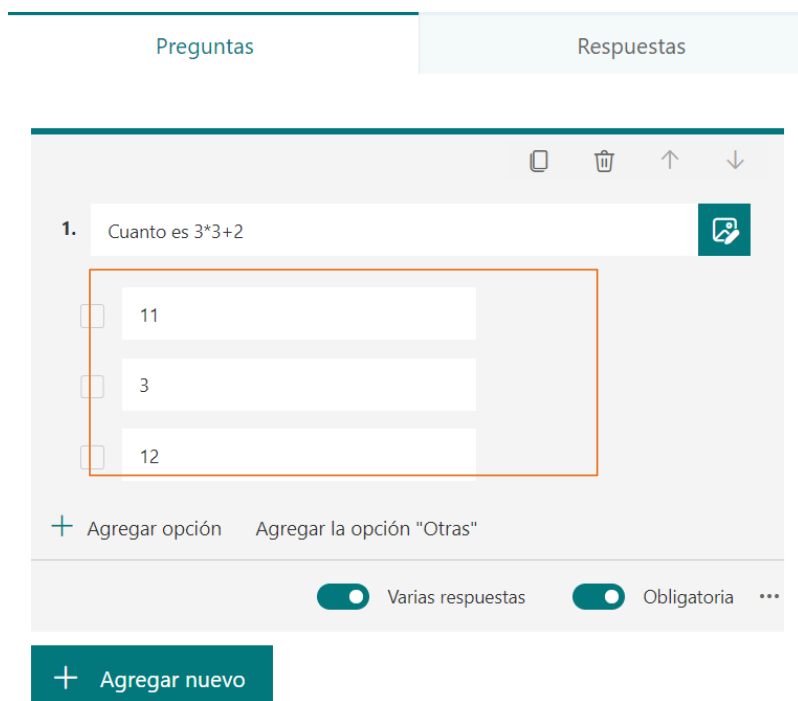 Preguntas Respuestas
1. Cuanto es 3*3+2
11
3
12
Agregar opción Agregar la opción "Otras"
Varias respuestas Obligatoria
Agregar nuevo